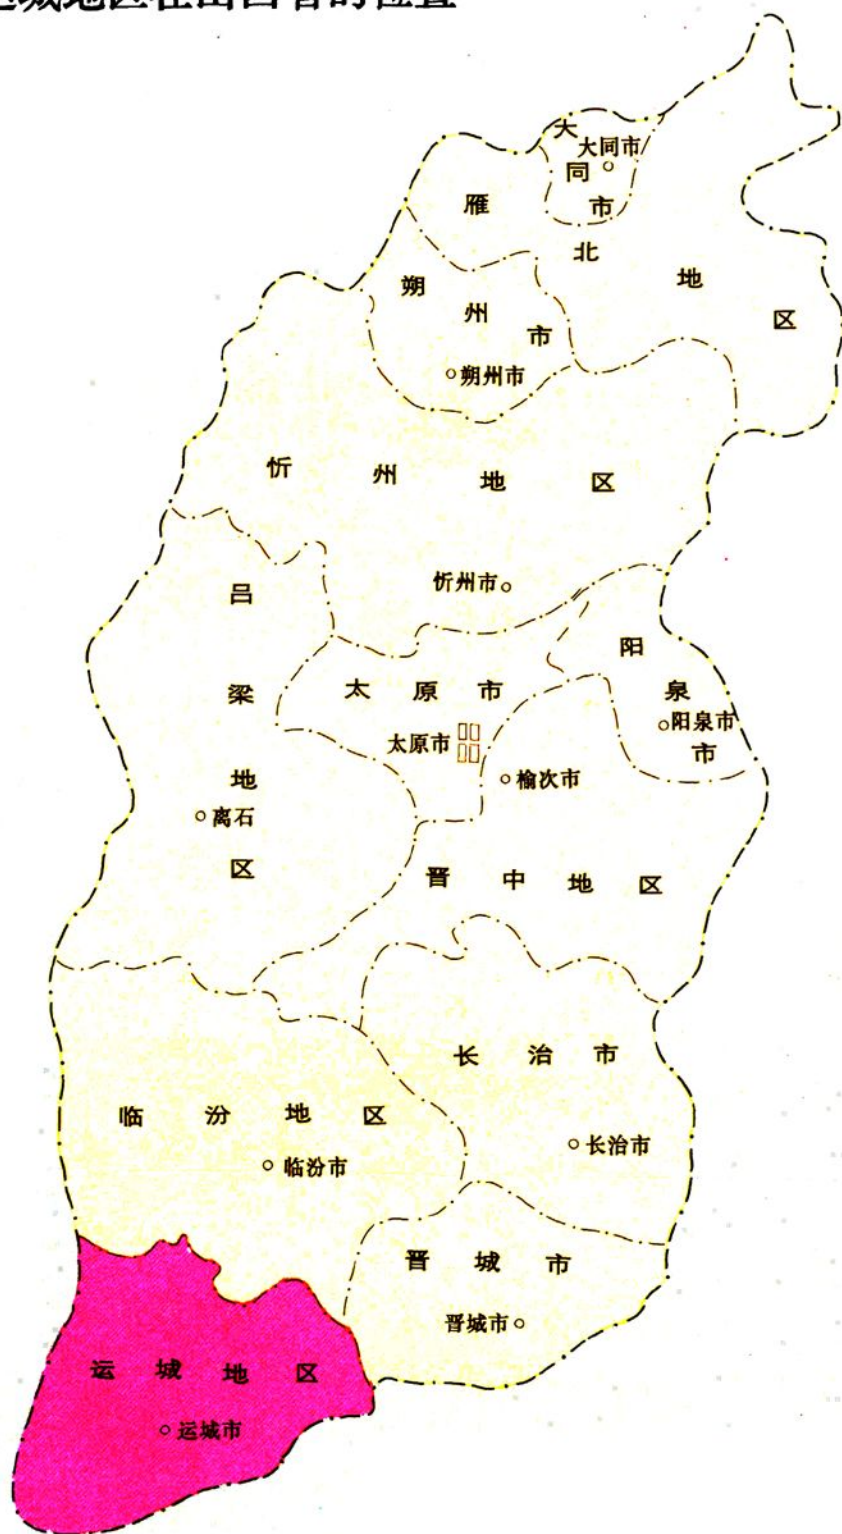 运城地区在山西省的位置
大同市
大同市
雁北地区
朔州市
朔州市
忻州地区
忻州市
吕梁地区
离石
太原市
太原市
阳泉市
阳泉市
榆次市
晋中地区
长治市
长治市
临汾地区
临汾市
晋城市
晋城市
运城地区
运城市